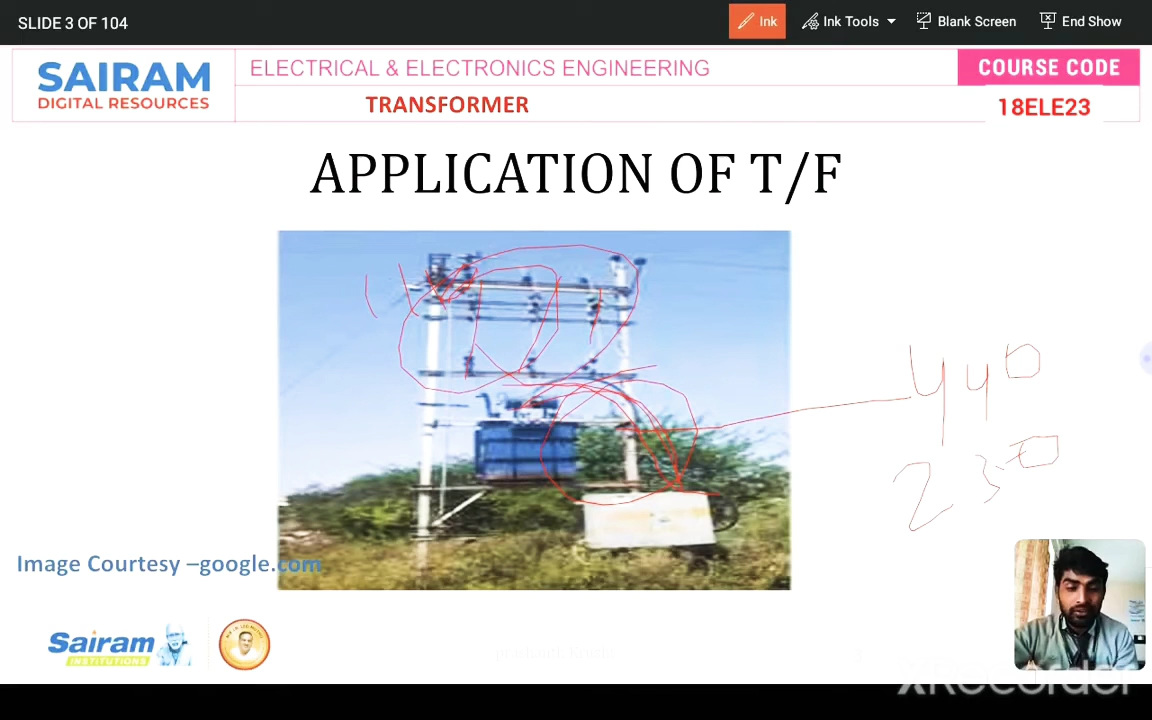 SLIDE 3 OF 104
Ink
Ink Tools
Blank Screen
End Show
SAIRAM
DIGITAL RESOURCES
ELECTRICAL & ELECTRONICS ENGINEERING
COURSE CODE
TRANSFORMER
18ELE23
APPLICATION OF T/F
11
440
230
Image Courtesy –google.com
Sairam
INSTITUTIONS
XRecorder